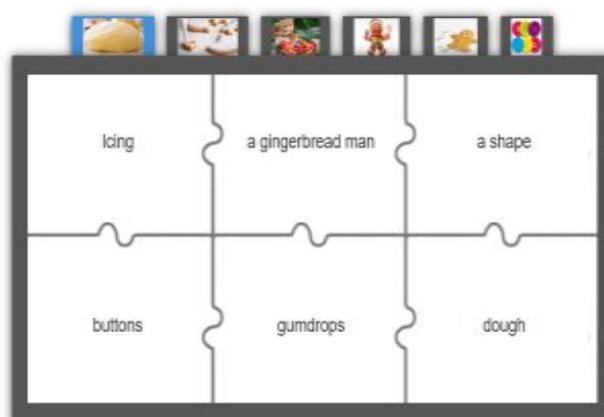 Icing
a gingerbread man
a shape
buttons
gumdrops
dough